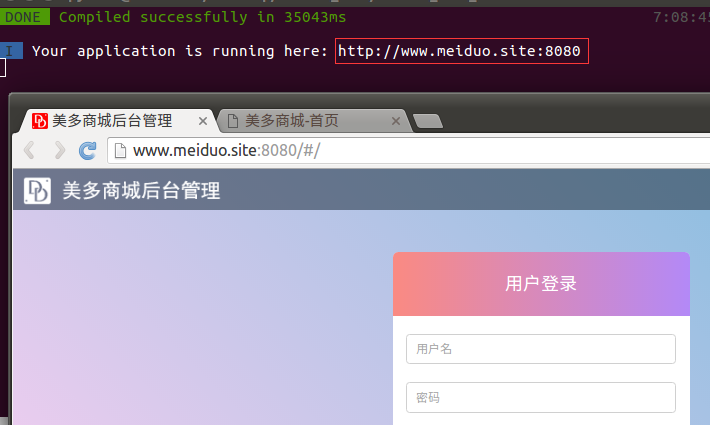 DONE Compiled successfully in 35043ms 7:08:45
I Your application is running here: http://www.meiduo.site:8080
美多商城后台管理 美多商城-首页
www.meiduo.site:8080/#/
美多商城后台管理
用户登录
用户名
密码